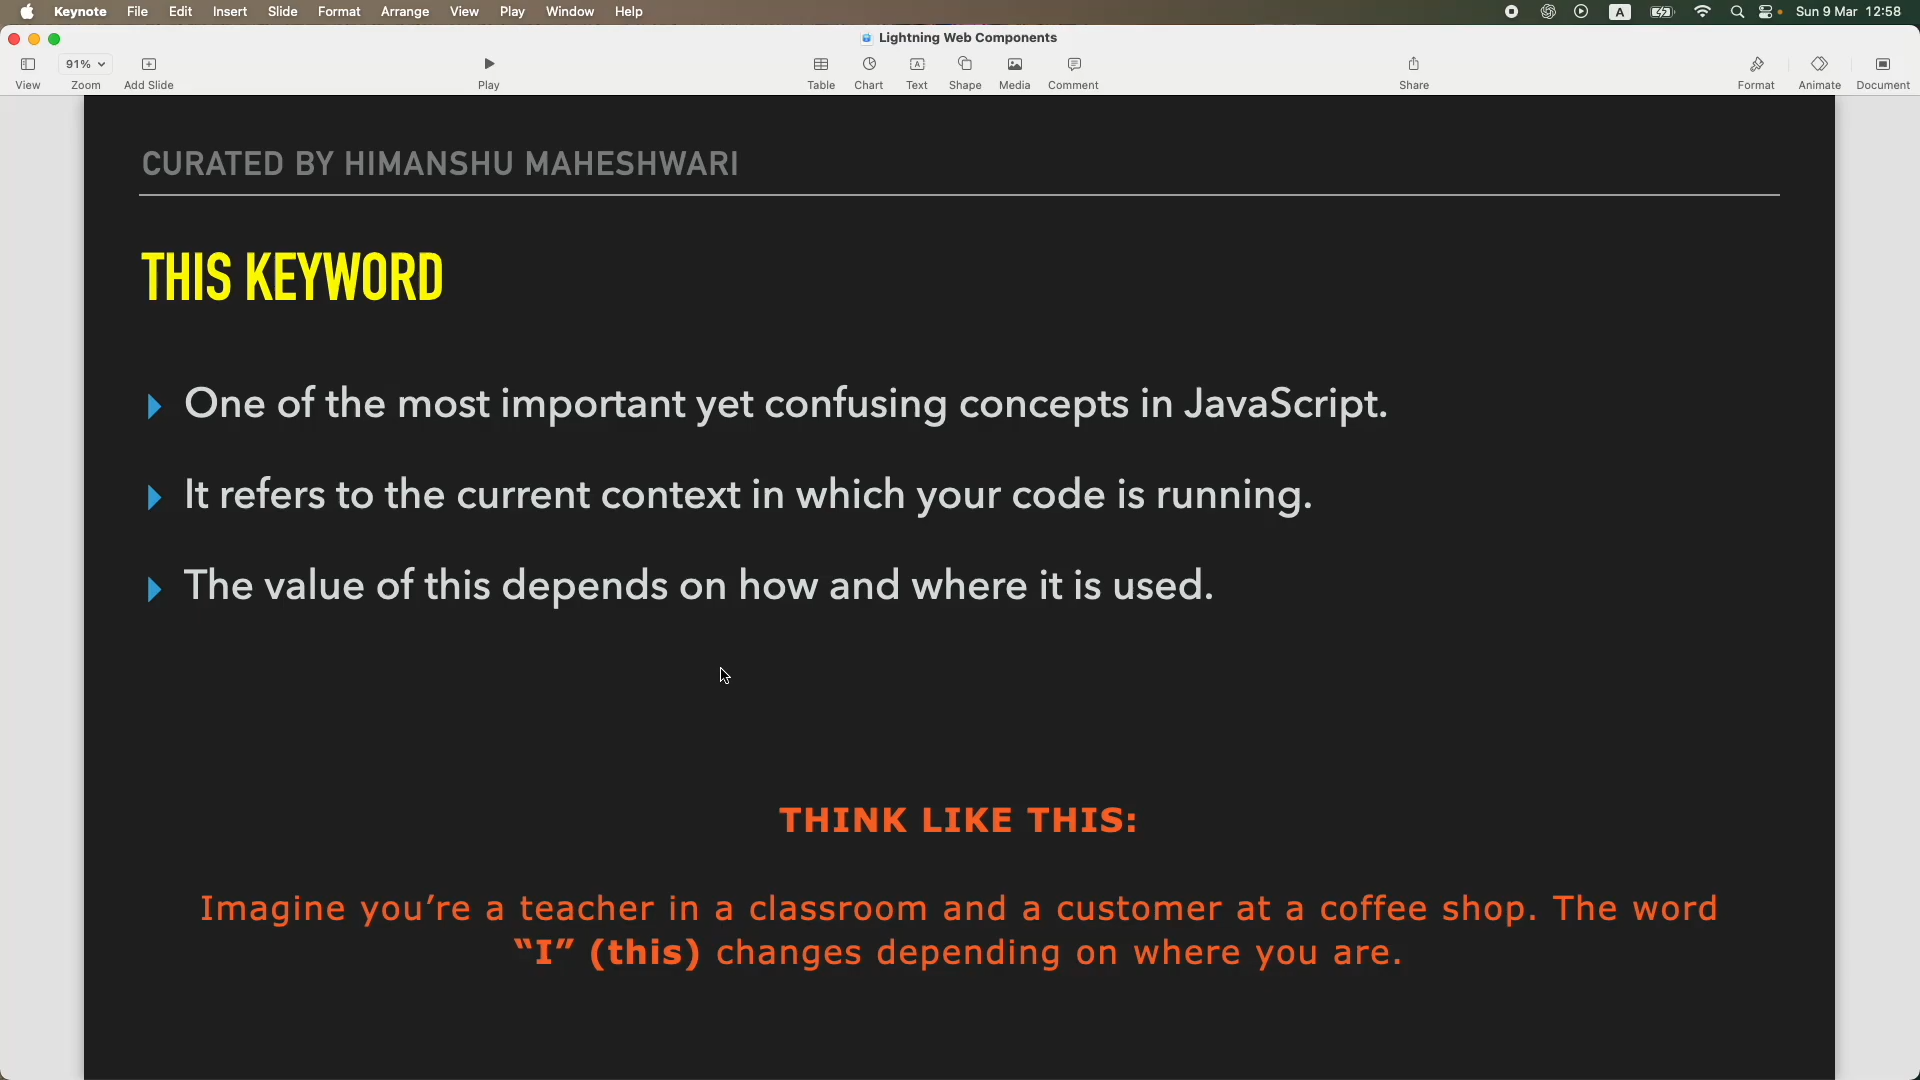 Keynote File Edit Insert Slide Format Arrange View Play Window Help A Sun 9 Mar 12:58
Lightning Web Components
91%
View Zoom Add Slide Play Table Chart Text Shape Media Comment Share Format Animate Document
CURATED BY HIMANSHU MAHESHWARI
THIS KEYWORD
One of the most important yet confusing concepts in JavaScript.
It refers to the current context in which your code is running.
The value of this depends on how and where it is used.
THINK LIKE THIS:
Imagine you’re a teacher in a classroom and a customer at a coffee shop. The word
“I” (this) changes depending on where you are.